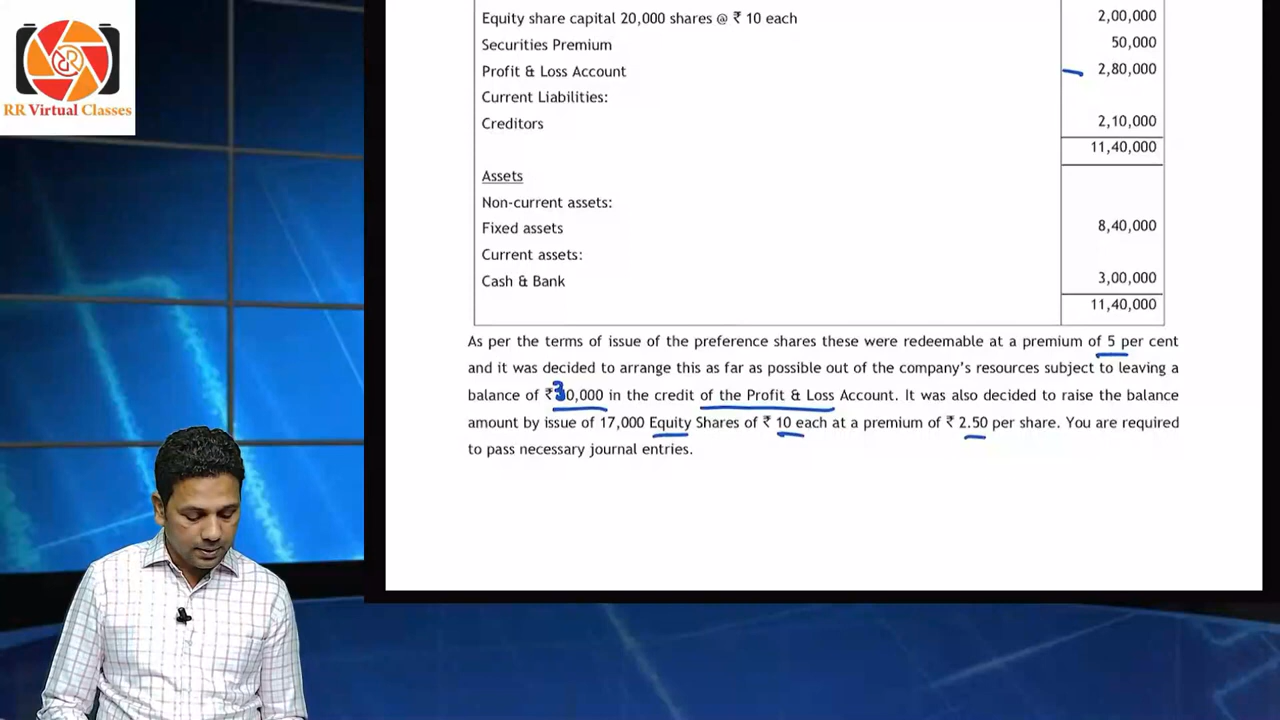 RR
RR Virtual Classes
Equity share capital 20,000 shares @ ₹ 10 each 2,00,000
Securities Premium 50,000
Profit & Loss Account 2,80,000
Current Liabilities:
Creditors 2,10,000
11,40,000
Assets
Non-current assets:
Fixed assets 8,40,000
Current assets:
Cash & Bank 3,00,000
11,40,000
As per the terms of issue of the preference shares these were redeemable at a premium of 5 per cent
and it was decided to arrange this as far as possible out of the company's resources subject to leaving a
balance of ₹ 30,000 in the credit of the Profit & Loss Account. It was also decided to raise the balance
amount by issue of 17,000 Equity Shares of ₹ 10 each at a premium of ₹ 2.50 per share. You are required
to pass necessary journal entries.